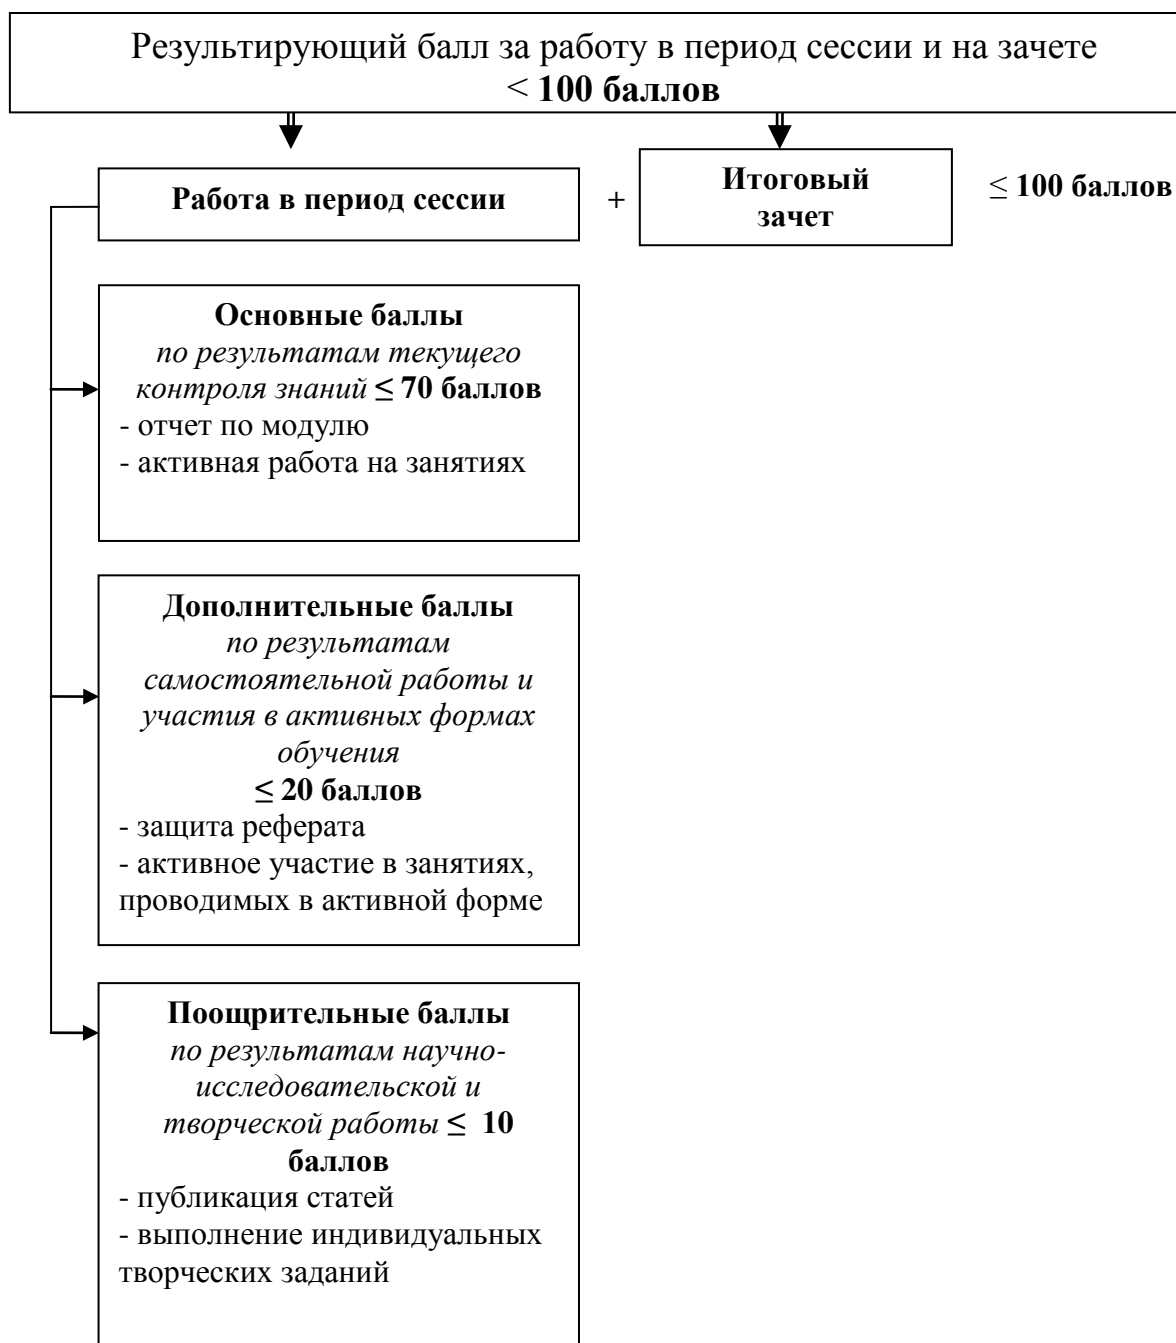 Результирующий балл за работу в период сессии и на зачете
< 100 баллов
Работа в период сессии
+
Итоговый
зачет
≤ 100 баллов
Основные баллы
по результатам текущего
контроля знаний ≤ 70 баллов
- отчет по модулю
- активная работа на занятиях
Дополнительные баллы
по результатам
самостоятельной работы и
участия в активных формах
обучения
≤ 20 баллов
- защита реферата
- активное участие в занятиях,
проводимых в активной форме
Поощрительные баллы
по результатам научно-
исследовательской и
творческой работы ≤ 10
баллов
- публикация статей
- выполнение индивидуальных
творческих заданий